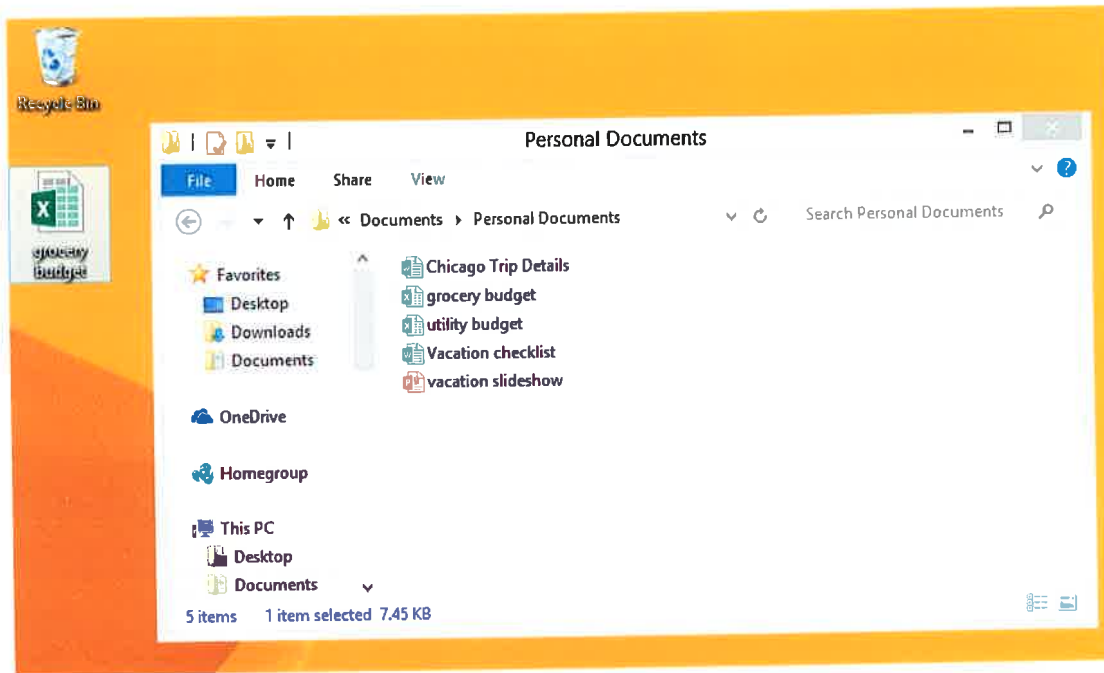 Recycle Bin
grocery
budget
Personal Documents
File Home Share View
« Documents Personal Documents
Search Personal Documents
Favorites
Desktop
Downloads
Documents
OneDrive
Homegroup
This PC
Desktop
Documents
Chicago Trip Details
grocery budget
utility budget
Vacation checklist
vacation slideshow
5 items 1 item selected 7.45 KB